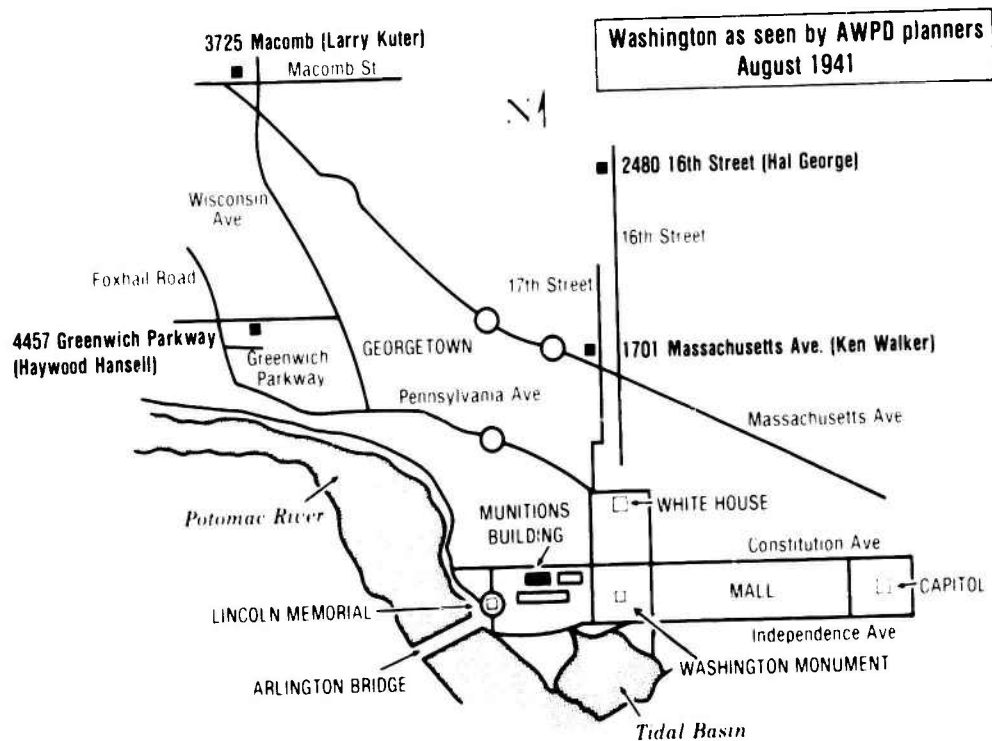 3725 Macomb (Larry Kuter)
Macomb St
Washington as seen by AWPD planners
August 1941
N
2480 16th Street (Hal George)
Wisconsin
Ave
16th Street
Foxhail Road
17th Street
4457 Greenwich Parkway
(Haywood Hansell)
Greenwich
Parkway
GEORGETOWN
1701 Massachusetts Ave. (Ken Walker)
Pennsylvania Ave
Massachusetts Ave
Potomac River
MUNITIONS
BUILDING
WHITE HOUSE
Constitution Ave
LINCOLN MEMORIAL
MALL
CAPITOL
Independence Ave
ARLINGTON BRIDGE
WASHINGTON MONUMENT
Tidal Basin